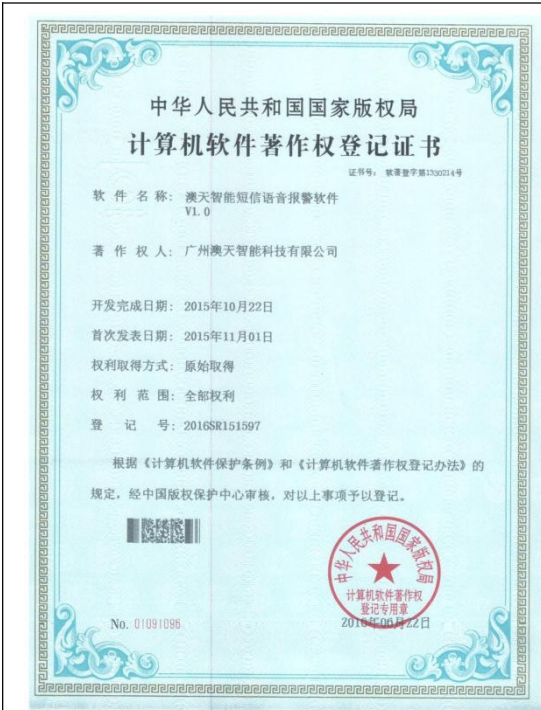 中华人民共和国国家版权局
计算机软件著作权登记证书
证书号： 软著登字第1330214号
软件名称： 澳天智能短信语音报警软件
V1.0
著作权人： 广州澳天智能科技有限公司
开发完成日期： 2015年10月22日
首次发表日期： 2015年11月01日
权利取得方式： 原始取得
权利范围： 全部权利
登记号： 2016SR151597
根据《计算机软件保护条例》和《计算机软件著作权登记办法》的
规定，经中国版权保护中心审核，对以上事项予以登记。
中华人民共和国国家版权局
计算机软件著作权
登记专用章
No. 01091096
2016年06月22日